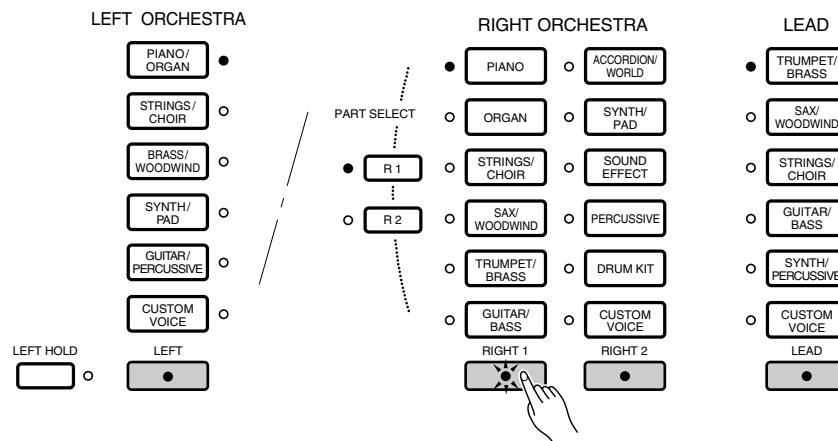 LEFT ORCHESTRA
PIANO/
ORGAN
STRINGS/
CHOIR
BRASS/
WOODWIND
SYNTH/
PAD
GUITAR/
PERCUSSIVE
CUSTOM
VOICE
LEFT HOLD
LEFT
RIGHT ORCHESTRA
PART SELECT
R 1
R 2
PIANO
ORGAN
STRINGS/
CHOIR
SAX/
WOODWIND
TRUMPET/
BRASS
GUITAR/
BASS
RIGHT 1
ACCORDION/
WORLD
SYNTH/
PAD
SOUND
EFFECT
PERCUSSIVE
DRUM KIT
CUSTOM
VOICE
RIGHT 2
LEAD
TRUMPET/
BRASS
SAX/
WOODWIND
STRINGS/
CHOIR
GUITAR/
BASS
SYNTH/
PERCUSSIVE
CUSTOM
VOICE
LEAD